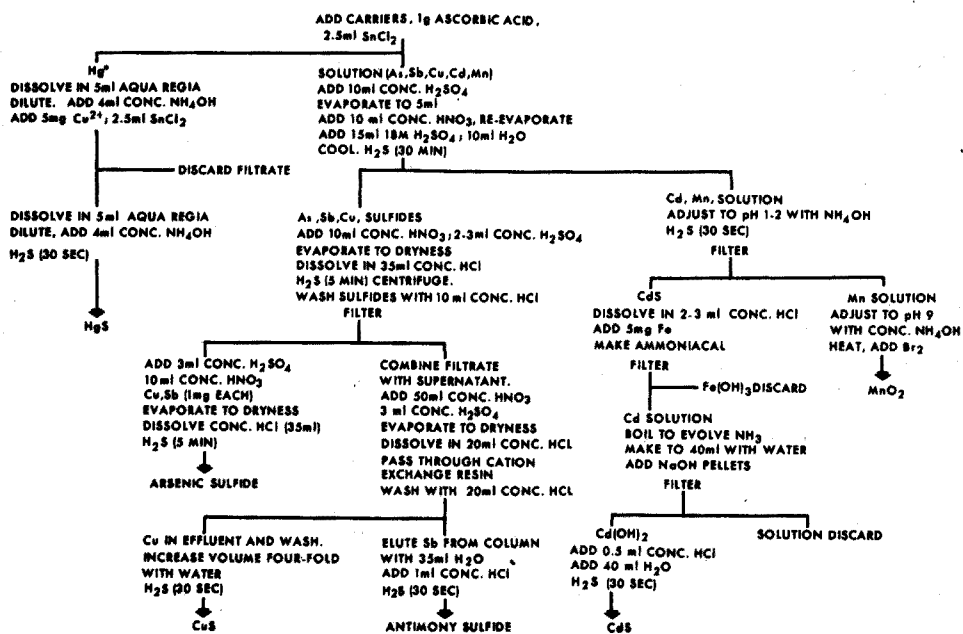 ADD CARRIERS, 1g ASCORBIC ACID,
2.5ml SnCl2
Hg°
DISSOLVE IN 5ml AQUA REGIA
DILUTE. ADD 4ml CONC. NH4OH
ADD 5mg Cu2+; 2.5ml SnCl2
DISCARD FILTRATE
DISSOLVE IN 5ml AQUA REGIA
DILUTE, ADD 4ml CONC. NH4OH
H2S (30 SEC)
HgS
SOLUTION (As,Sb,Cu,Cd,Mn)
ADD 10ml CONC. H2SO4
EVAPORATE TO 5ml
ADD 10 ml CONC. HNO3, RE-EVAPORATE
ADD 15ml 18M H2SO4; 10ml H2O
COOL. H2S (30 MIN)
As,Sb,Cu, SULFIDES
ADD 10ml CONC. HNO3; 2-3ml CONC. H2SO4
EVAPORATE TO DRYNESS
DISSOLVE IN 35ml CONC. HCl
H2S (5 MIN) CENTRIFUGE.
WASH SULFIDES WITH 10 ml CONC. HCl
FILTER
ADD 3ml CONC. H2SO4
10ml CONC. HNO3
Cu,Sb (1mg EACH)
EVAPORATE TO DRYNESS
DISSOLVE CONC. HCl (35ml)
H2S (5 MIN)
ARSENIC SULFIDE
COMBINE FILTRATE
WITH SUPERNATANT.
ADD 50ml CONC. HNO3
3 ml CONC. H2SO4
EVAPORATE TO DRYNESS
DISSOLVE IN 20ml CONC. HCL
PASS THROUGH CATION
EXCHANGE RESIN
WASH WITH 20ml CONC. HCL
Cu IN EFFLUENT AND WASH.
INCREASE VOLUME FOUR-FOLD
WITH WATER
H2S (30 SEC)
CuS
ELUTE Sb FROM COLUMN
WITH 35ml H2O
ADD 1ml CONC. HCl
H2S (30 SEC)
ANTIMONY SULFIDE
Cd, Mn, SOLUTION
ADJUST TO pH 1-2 WITH NH4OH
H2S (30 SEC)
FILTER
CdS
DISSOLVE IN 2-3 ml CONC. HCl
ADD 5mg Fe
MAKE AMMONIACAL
FILTER
Fe(OH)3 DISCARD
Cd SOLUTION
BOIL TO EVOLVE NH3
MAKE TO 40ml WITH WATER
ADD NaOH PELLETS
FILTER
Cd(OH)2
ADD 0.5 ml CONC. HCl
ADD 40 ml H2O
H2S (30 SEC)
CdS
SOLUTION DISCARD
Mn SOLUTION
ADJUST TO pH 9
WITH CONC. NH4OH
HEAT, ADD Br2
MnO2